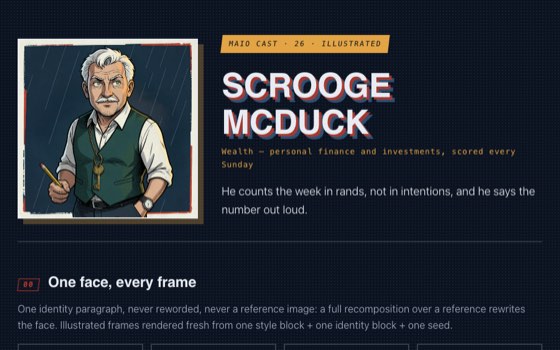 MAIO CAST · 26 · ILLUSTRATED
SCROOGE
MCDUCK
Wealth — personal finance and investments, scored every
Sunday
He counts the week in rands, not in intentions, and he says the
number out loud.
00 One face, every frame
One identity paragraph, never reworded, never a reference image: a full recomposition over a reference rewrites
the face. Illustrated frames rendered fresh from one style block + one identity block + one seed.